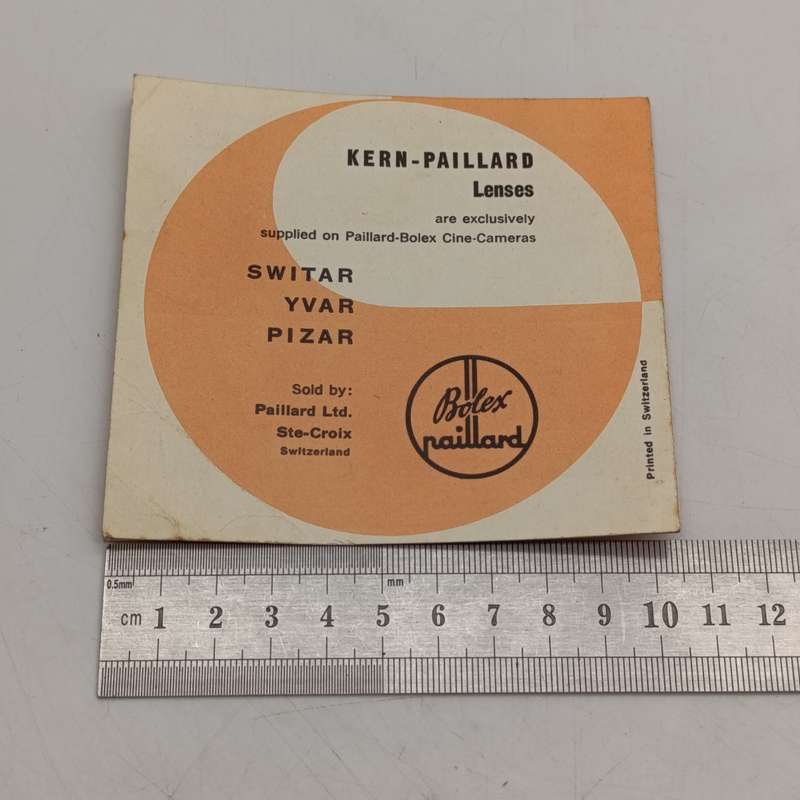 KERN-PAILLARD
Lenses
are exclusively
supplied on Paillard-Bolex Cine-Cameras
SWITAR
YVAR
PIZAR
Sold by:
Paillard Ltd.
Ste-Croix
Switzerland
Bolex
paillard
Printed in Switzerland
0.5mm mm
cm 1 2 3 4 5 6 7 8 9 10 11 12